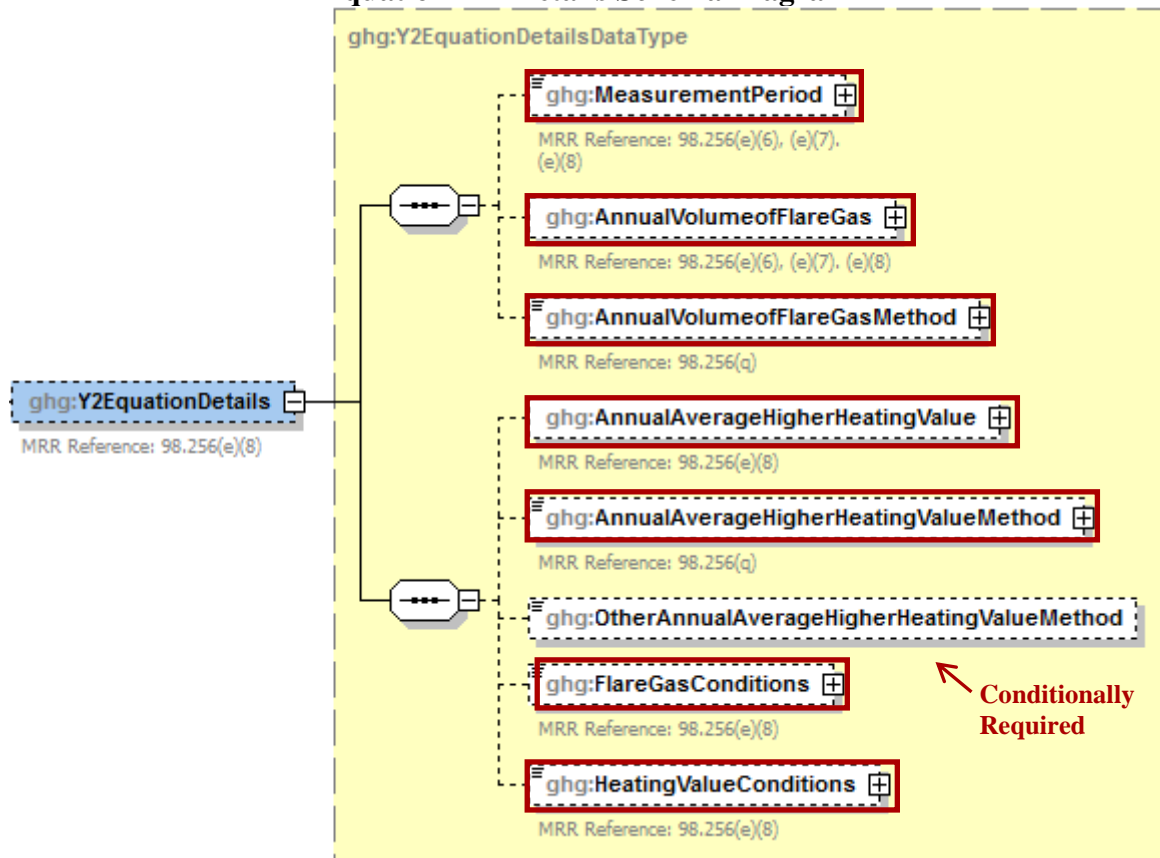 ghg:Y2EquationDetailsDataType
ghg:MeasurementPeriod
MRR Reference: 98.256(e)(6), (e)(7).
(e)(8)
ghg:AnnualVolumeofFlareGas
MRR Reference: 98.256(e)(6), (e)(7). (e)(8)
ghg:AnnualVolumeofFlareGasMethod
MRR Reference: 98.256(q)
ghg:Y2EquationDetails
MRR Reference: 98.256(e)(8)
ghg:AnnualAverageHigherHeatingValue
MRR Reference: 98.256(e)(8)
ghg:AnnualAverageHigherHeatingValueMethod
MRR Reference: 98.256(q)
ghg:OtherAnnualAverageHigherHeatingValueMethod
ghg:FlareGasConditions
MRR Reference: 98.256(e)(8)
Conditionally
Required
ghg:HeatingValueConditions
MRR Reference: 98.256(e)(8)